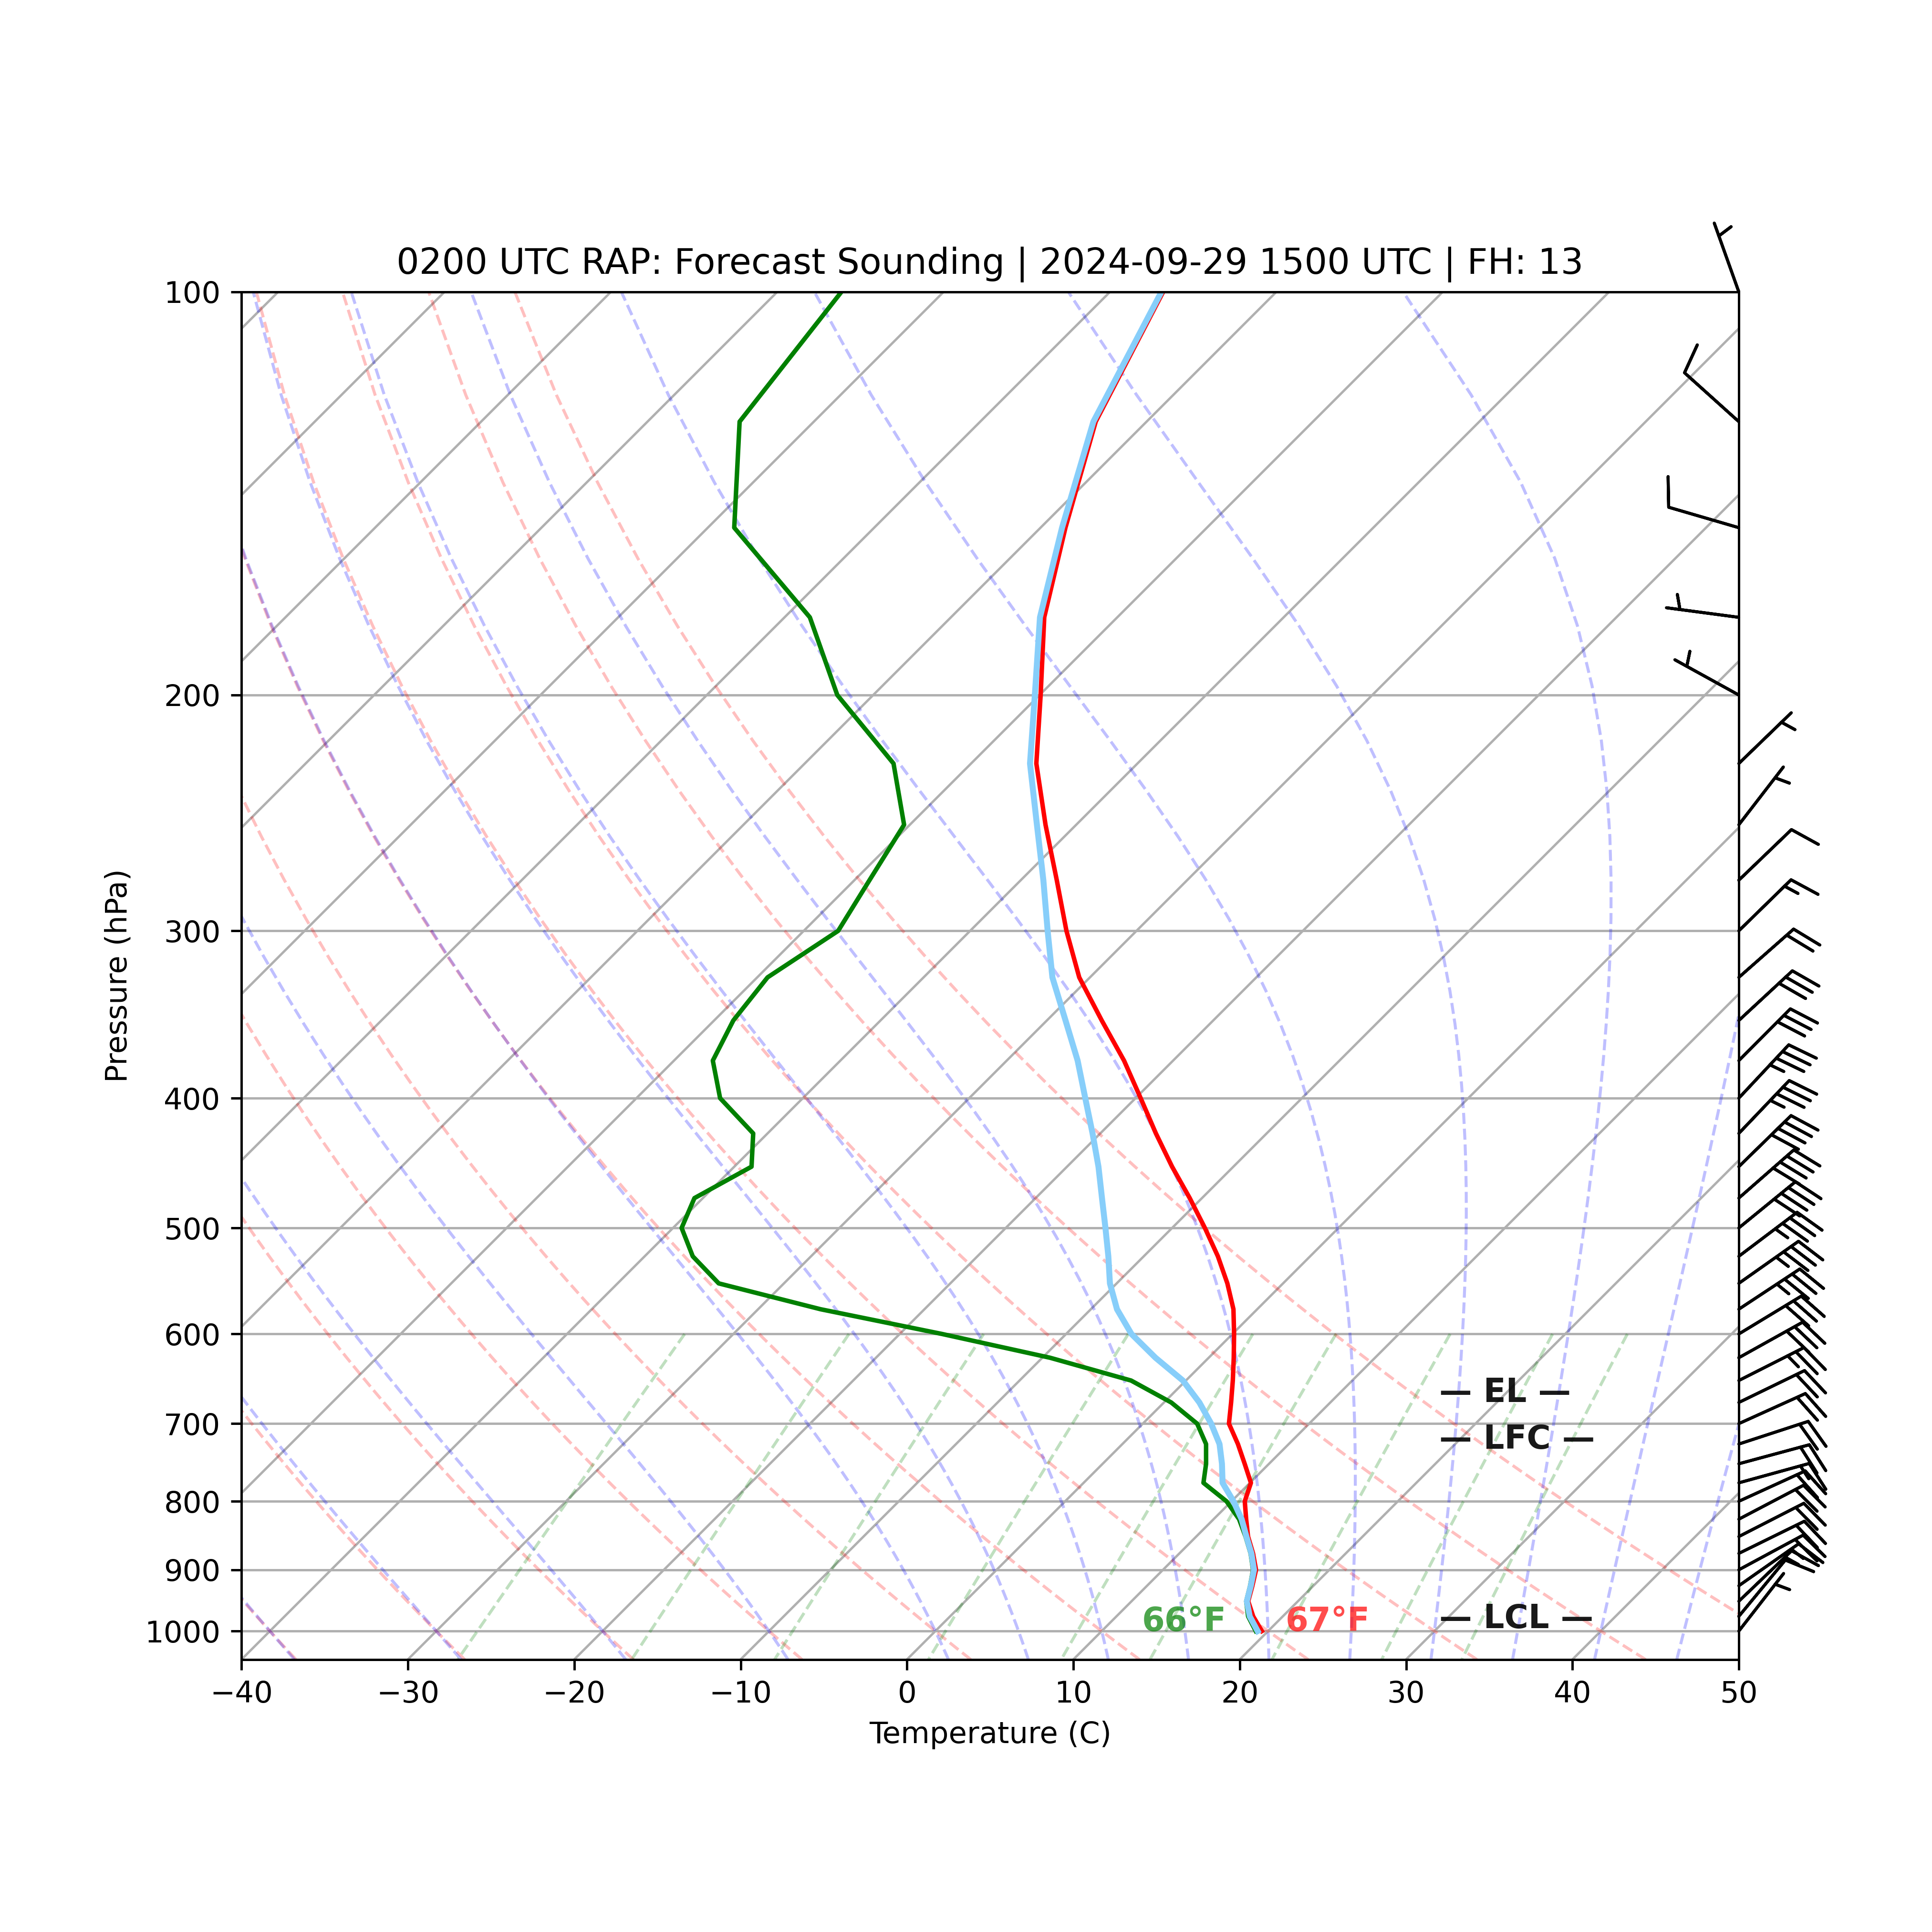 0200 UTC RAP: Forecast Sounding | 2024-09-29 1500 UTC | FH: 13
100
200
300
400
500
600
700
800
900
1000
Pressure (hPa)
— EL —
— LFC —
— LCL —
66°F 67°F
−40 −30 −20 −10 0 10 20 30 40 50
Temperature (C)